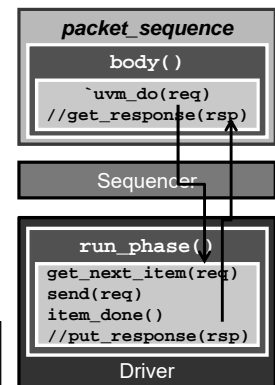 packet_sequence
body()
`uvm_do(req)
//get_response(rsp)
Sequencer
run_phase()
get_next_item(req)
send(req)
item_done()
//put_response(rsp)
Driver